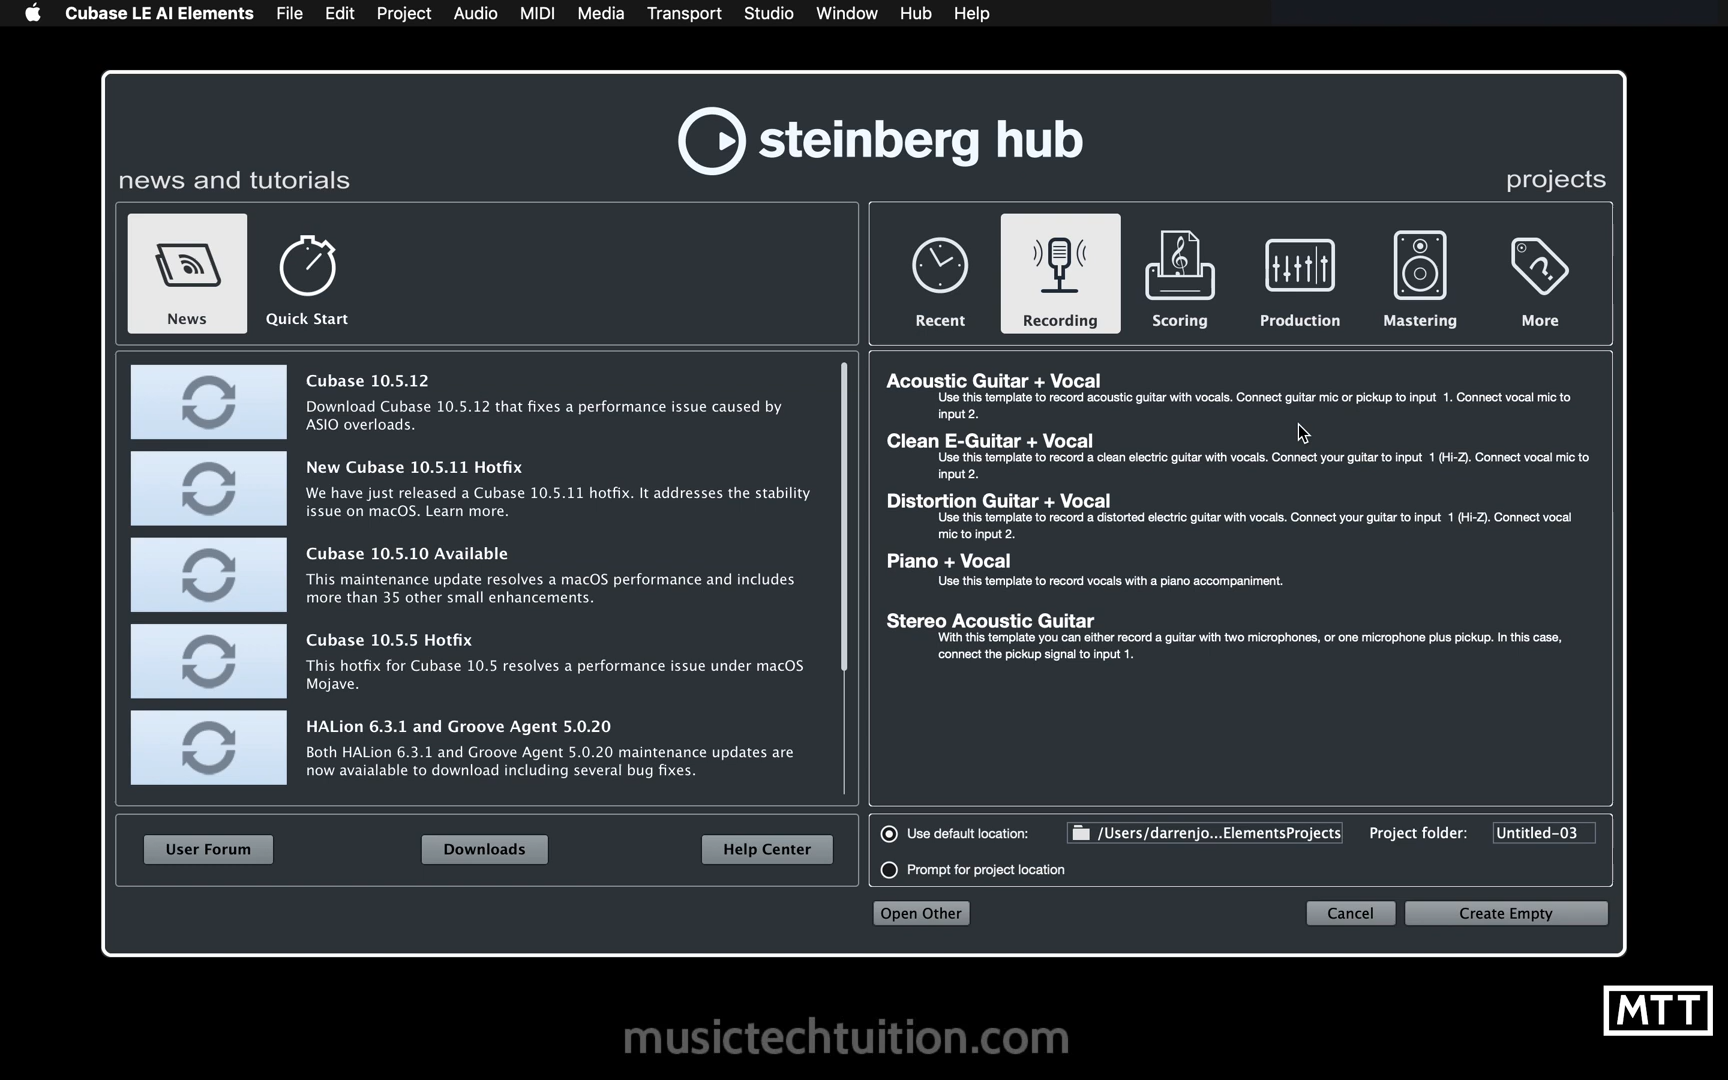 Cubase LE AI Elements File Edit Project Audio MIDI Media Transport Studio Window Hub Help
steinberg hub
news and tutorials
projects
News
Quick Start
Recent
Recording
Scoring
Production
Mastering
More
Cubase 10.5.12
Download Cubase 10.5.12 that fixes a performance issue caused by
ASIO overloads.
New Cubase 10.5.11 Hotfix
We have just released a Cubase 10.5.11 hotfix. It addresses the stability
issue on macOS. Learn more.
Cubase 10.5.10 Available
This maintenance update resolves a macOS performance and includes
more than 35 other small enhancements.
Cubase 10.5.5 Hotfix
This hotfix for Cubase 10.5 resolves a performance issue under macOS
Mojave.
HALion 6.3.1 and Groove Agent 5.0.20
Both HALion 6.3.1 and Groove Agent 5.0.20 maintenance updates are
now avaialable to download including several bug fixes.
Acoustic Guitar + Vocal
Use this template to record acoustic guitar with vocals. Connect guitar mic or pickup to input 1. Connect vocal mic to
input 2.
Clean E-Guitar + Vocal
Use this template to record a clean electric guitar with vocals. Connect your guitar to input 1 (Hi-Z). Connect vocal mic to
input 2.
Distortion Guitar + Vocal
Use this template to record a distorted electric guitar with vocals. Connect your guitar to input 1 (Hi-Z). Connect vocal
mic to input 2.
Piano + Vocal
Use this template to record vocals with a piano accompaniment.
Stereo Acoustic Guitar
With this template you can either record a guitar with two microphones, or one microphone plus pickup. In this case,
connect the pickup signal to input 1.
User Forum
Downloads
Help Center
Use default location: /Users/darrenjo...ElementsProjects Project folder: Untitled-03
Prompt for project location
Open Other
Cancel
Create Empty
MTT
musictechtuition.com